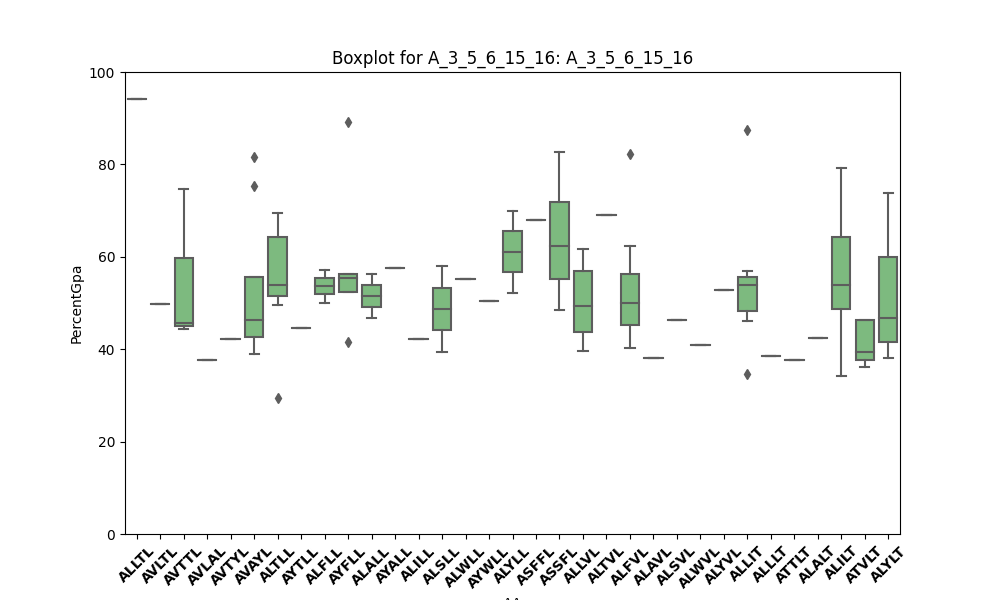 Boxplot for A_3_5_6_15_16: A_3_5_6_15_16
100
80
60
40
20
0
PercentGpa
ALLTL
AVLTL
AVTTL
AVLAL
AVTYL
AVAYL
ALTLL
AYTLL
ALFLL
AYFLL
ALALL
AYALL
ALILL
ALSLL
ALWLL
AYWLL
ALYLL
ASFFL
ASSFL
ALLVL
ALTVL
ALFVL
ALAVL
ALSVL
ALWVL
ALYVL
ALLIT
ALLLT
ATTLT
ALALT
ALILT
ATVLT
ALYLT